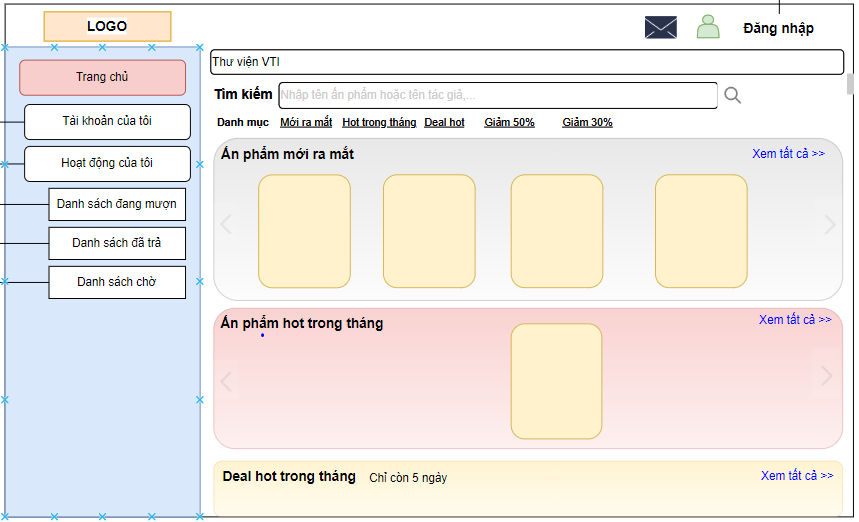 LOGO
Đăng nhập
Trang chủ
Tài khoản của tôi
Hoạt động của tôi
Danh sách đang mượn
Danh sách đã trả
Danh sách chờ
Thư viện VTI
Tìm kiếm Nhập tên ấn phẩm hoặc tên tác giả,...
Danh mục Mới ra mắt Hot trong tháng Deal hot Giảm 50% Giảm 30%
Ấn phẩm mới ra mắt Xem tất cả >>
Ấn phẩm hot trong tháng Xem tất cả >>
Deal hot trong tháng Chỉ còn 5 ngày Xem tất cả >>